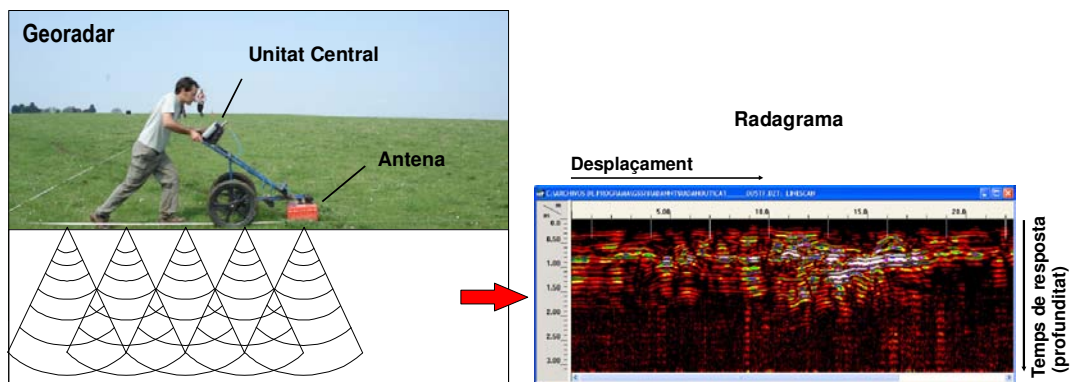 Georadar
Unitat Central
Antena
Radagrama
Desplaçament
5.00 10.0 15.0 20.0
m
m
0.0
0.50
1.00
1.50
2.00
2.50
3.00
Temps de resposta
(profunditat)